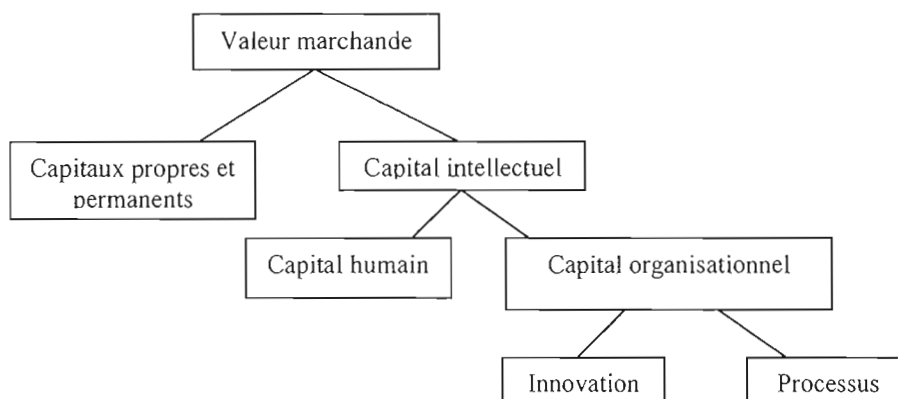 Valeur marchande
Capitaux propres et
permanents
Capital intellectuel
Capital humain
Capital organisationnel
Innovation
Processus